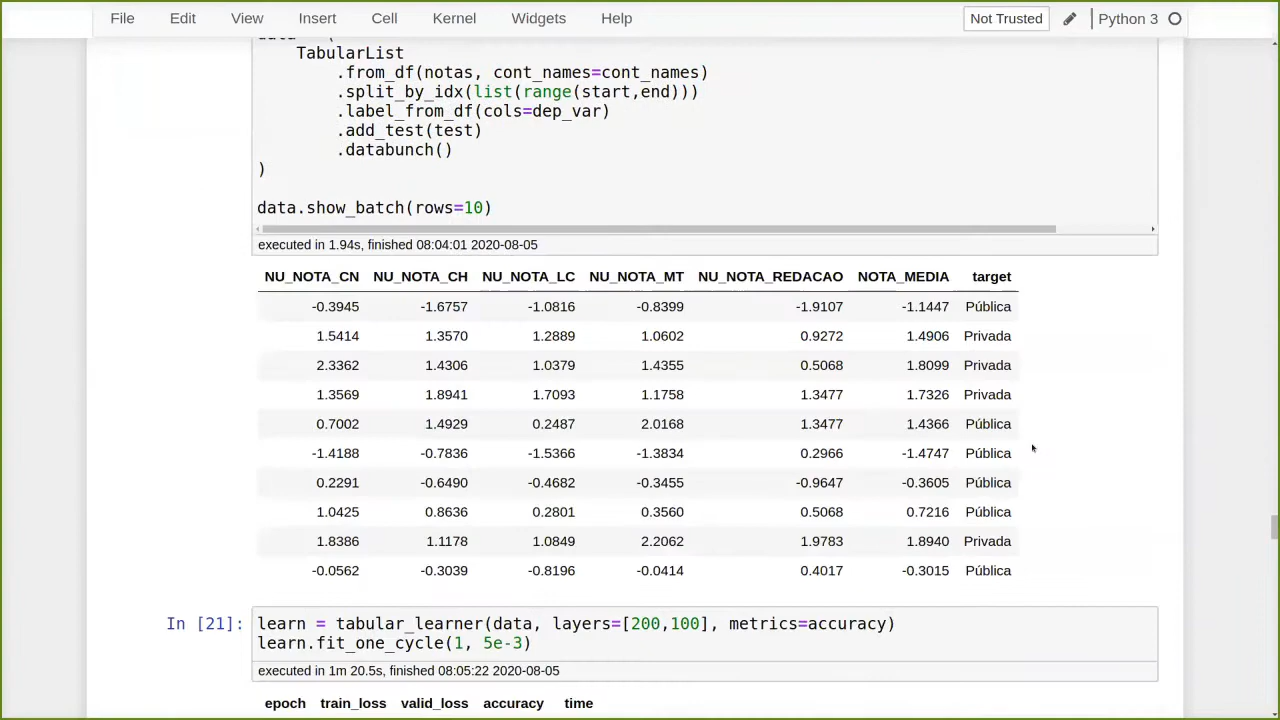 File Edit View Insert Cell Kernel Widgets Help Not Trusted Python 3
TabularList
.from_df(notas, cont_names=cont_names)
.split_by_idx(list(range(start,end)))
.label_from_df(cols=dep_var)
.add_test(test)
.databunch()
)
data.show_batch(rows=10)
executed in 1.94s, finished 08:04:01 2020-08-05
NU_NOTA_CN NU_NOTA_CH NU_NOTA_LC NU_NOTA_MT NU_NOTA_REDACAO NOTA_MEDIA target
-0.3945 -1.6757 -1.0816 -0.8399 -1.9107 -1.1447 Pública
1.5414 1.3570 1.2889 1.0602 0.9272 1.4906 Privada
2.3362 1.4306 1.0379 1.4355 0.5068 1.8099 Privada
1.3569 1.8941 1.7093 1.1758 1.3477 1.7326 Privada
0.7002 1.4929 0.2487 2.0168 1.3477 1.4366 Pública
-1.4188 -0.7836 -1.5366 -1.3834 0.2966 -1.4747 Pública
0.2291 -0.6490 -0.4682 -0.3455 -0.9647 -0.3605 Pública
1.0425 0.8636 0.2801 0.3560 0.5068 0.7216 Pública
1.8386 1.1178 1.0849 2.2062 1.9783 1.8940 Privada
-0.0562 -0.3039 -0.8196 -0.0414 0.4017 -0.3015 Pública
In [21]: learn = tabular_learner(data, layers=[200,100], metrics=accuracy)
learn.fit_one_cycle(1, 5e-3)
executed in 1m 20.5s, finished 08:05:22 2020-08-05
epoch train_loss valid_loss accuracy time